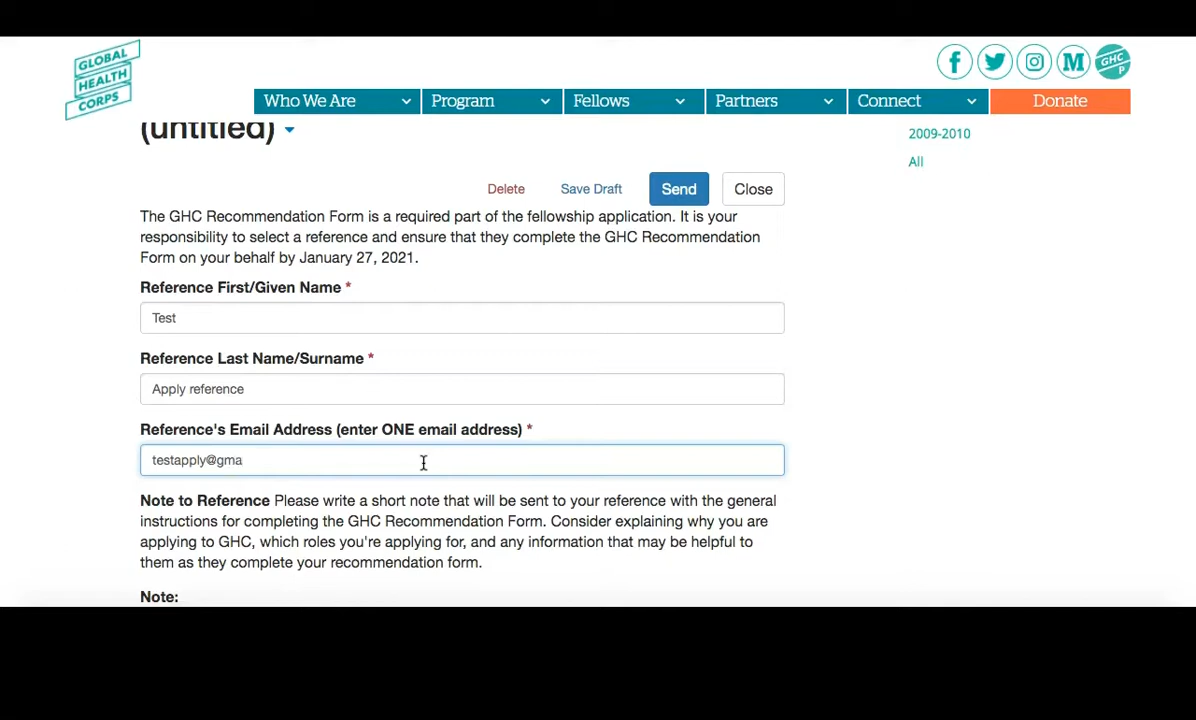 GLOBAL
HEALTH
CORPS
GHC
P
Who We Are
Program
Fellows
Partners
Connect
Donate
(untitled)
2009-2010
All
Delete
Save Draft
Send
Close
The GHC Recommendation Form is a required part of the fellowship application. It is your
responsibility to select a reference and ensure that they complete the GHC Recommendation
Form on your behalf by January 27, 2021.
Reference First/Given Name *
Test
Reference Last Name/Surname *
Apply reference
Reference's Email Address (enter ONE email address) *
testapply@gma
Note to Reference Please write a short note that will be sent to your reference with the general
instructions for completing the GHC Recommendation Form. Consider explaining why you are
applying to GHC, which roles you're applying for, and any information that may be helpful to
them as they complete your recommendation form.
Note: